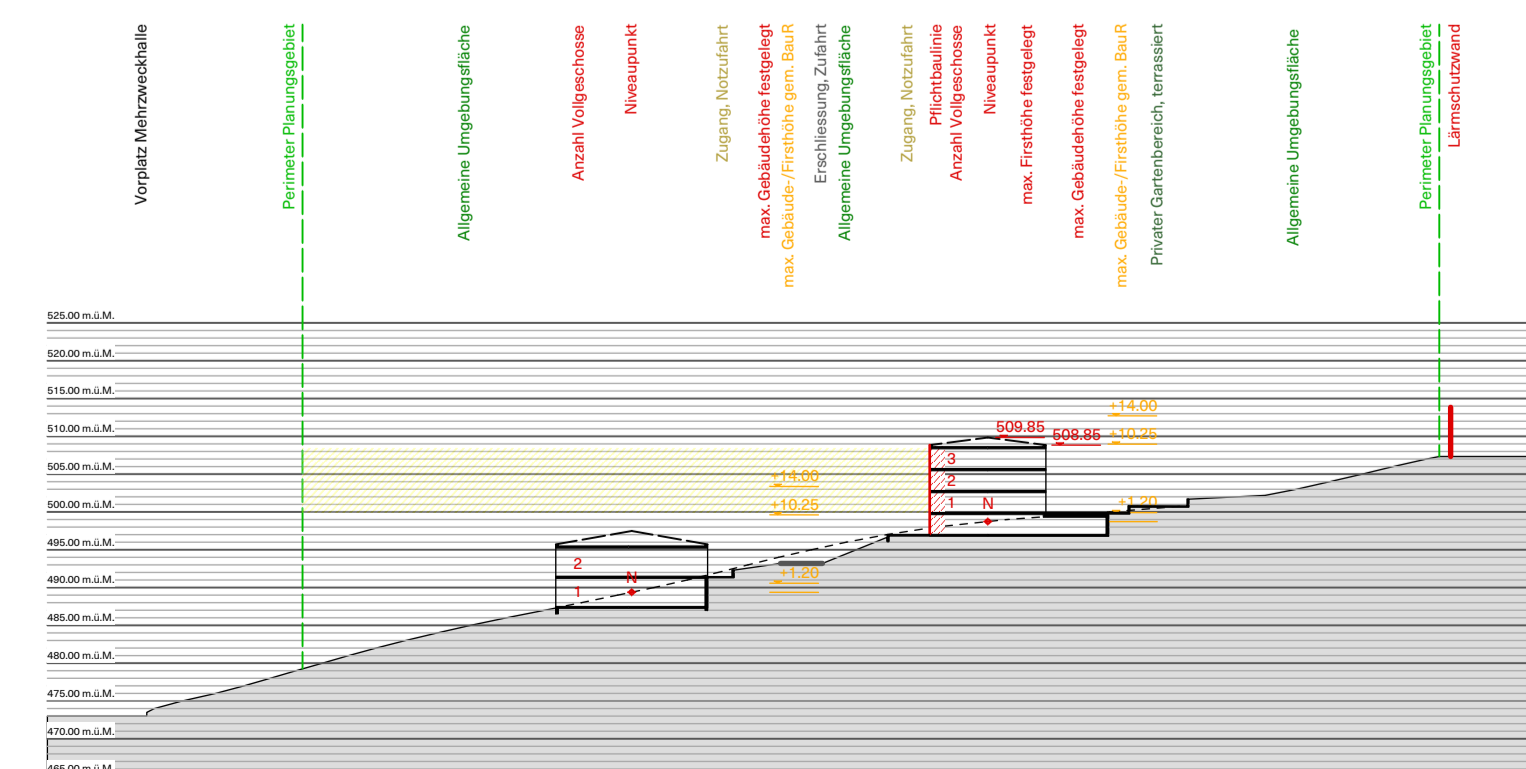 Vorplatz Mehrzweckhalle
Perimeter Planungsgebiet
Allgemeine Umgebungsfläche
Anzahl Vollgeschosse
Niveaupunkt
Zugang, Notzufahrt
max. Gebäudehöhe festgelegt
max. Gebäude-/Firsthöhe gem. BauR
Erschliessung, Zufahrt
Allgemeine Umgebungsfläche
Zugang, Notzufahrt
Pflichtbaulinie
Anzahl Vollgeschosse
Niveaupunkt
max. Firsthöhe festgelegt
max. Gebäudehöhe festgelegt
max. Gebäude-/Firsthöhe gem. BauR
Privater Gartenbereich, terrassiert
Allgemeine Umgebungsfläche
Perimeter Planungsgebiet
Lärmschutzwand
525.00 m.ü.M.
520.00 m.ü.M.
515.00 m.ü.M.
510.00 m.ü.M.
505.00 m.ü.M.
500.00 m.ü.M.
495.00 m.ü.M.
490.00 m.ü.M.
485.00 m.ü.M.
480.00 m.ü.M.
475.00 m.ü.M.
470.00 m.ü.M.
465.00 m.ü.M.
2
1
N
+14.00
+10.25
+1.20
3
2
1
N
509.85
508.85
+14.00
+10.25
+1.20